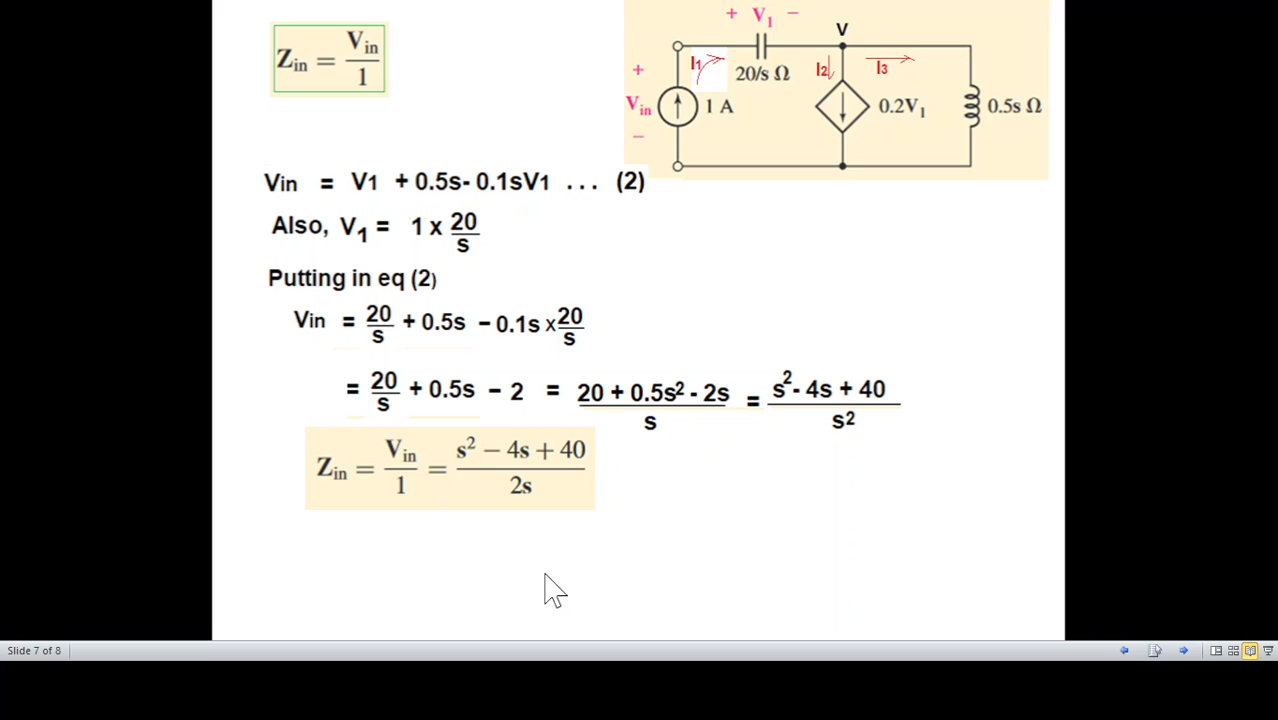 Zin = Vin / 1
+ V1 −
V
I1
I2
I3
20/s Ω
+
Vin
−
1 A
0.2V1
0.5s Ω
Vin = V1 + 0.5s- 0.1sV1 ... (2)
Also, V1 = 1 x 20/s
Putting in eq (2)
Vin = 20/s + 0.5s − 0.1s x 20/s
= 20/s + 0.5s − 2 = 20 + 0.5s² - 2s / s = s² - 4s + 40 / s2
Zin = Vin / 1 = s² − 4s + 40 / 2s
Slide 7 of 8